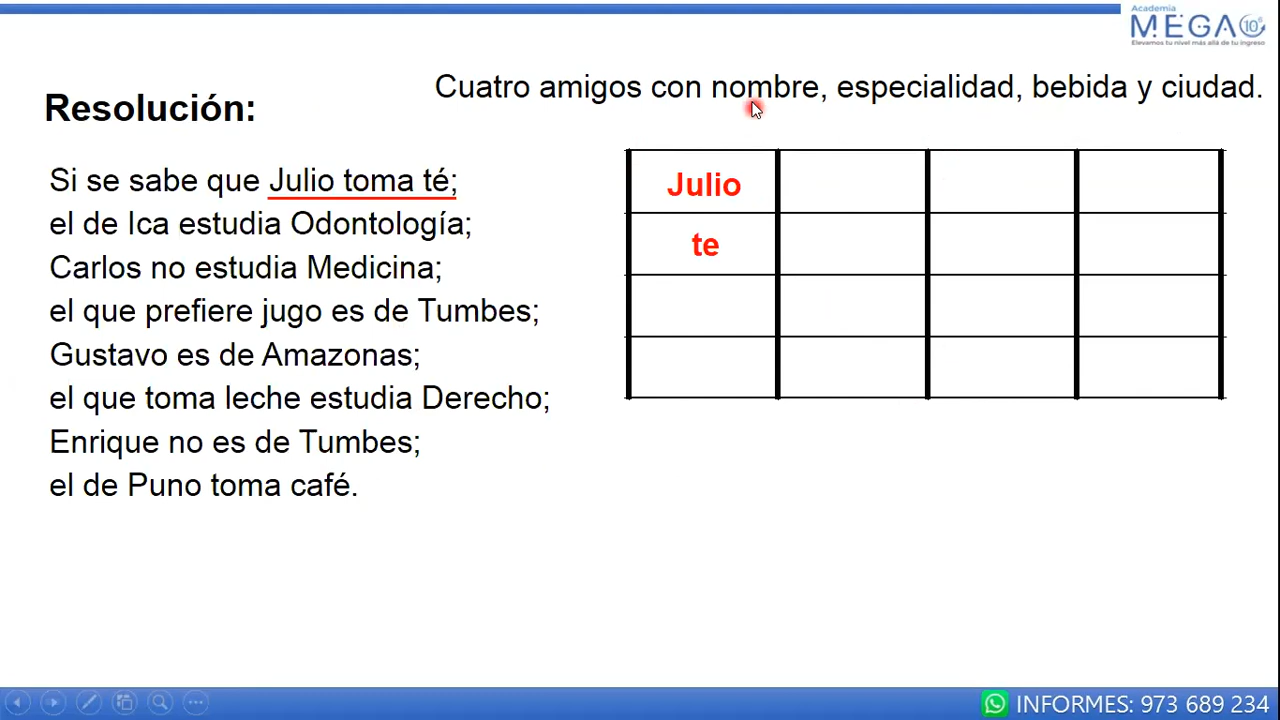 Academia
MEGA 10⁶
Elevamos tu nivel más allá de tu ingreso
Cuatro amigos con nombre, especialidad, bebida y ciudad.
Resolución:
Si se sabe que Julio toma té;
el de Ica estudia Odontología;
Carlos no estudia Medicina;
el que prefiere jugo es de Tumbes;
Gustavo es de Amazonas;
el que toma leche estudia Derecho;
Enrique no es de Tumbes;
el de Puno toma café.
Julio
te
INFORMES: 973 689 234